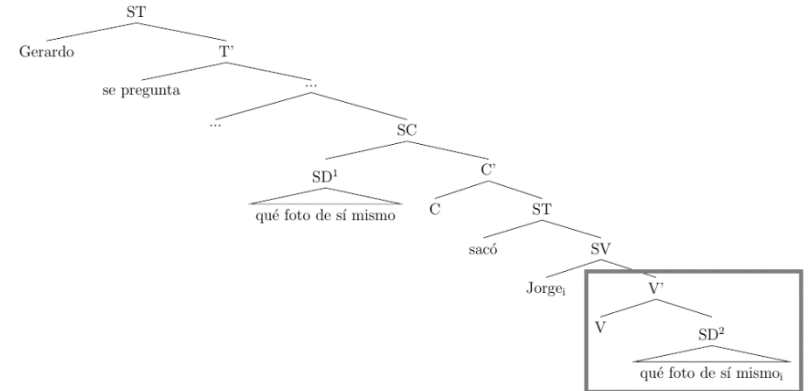 ST
Gerardo T’
se pregunta ...
... SC
SD¹ C’
qué foto de sí mismo C ST
sacó SV
Jorgeᵢ V’
V SD²
qué foto de sí mismoᵢ